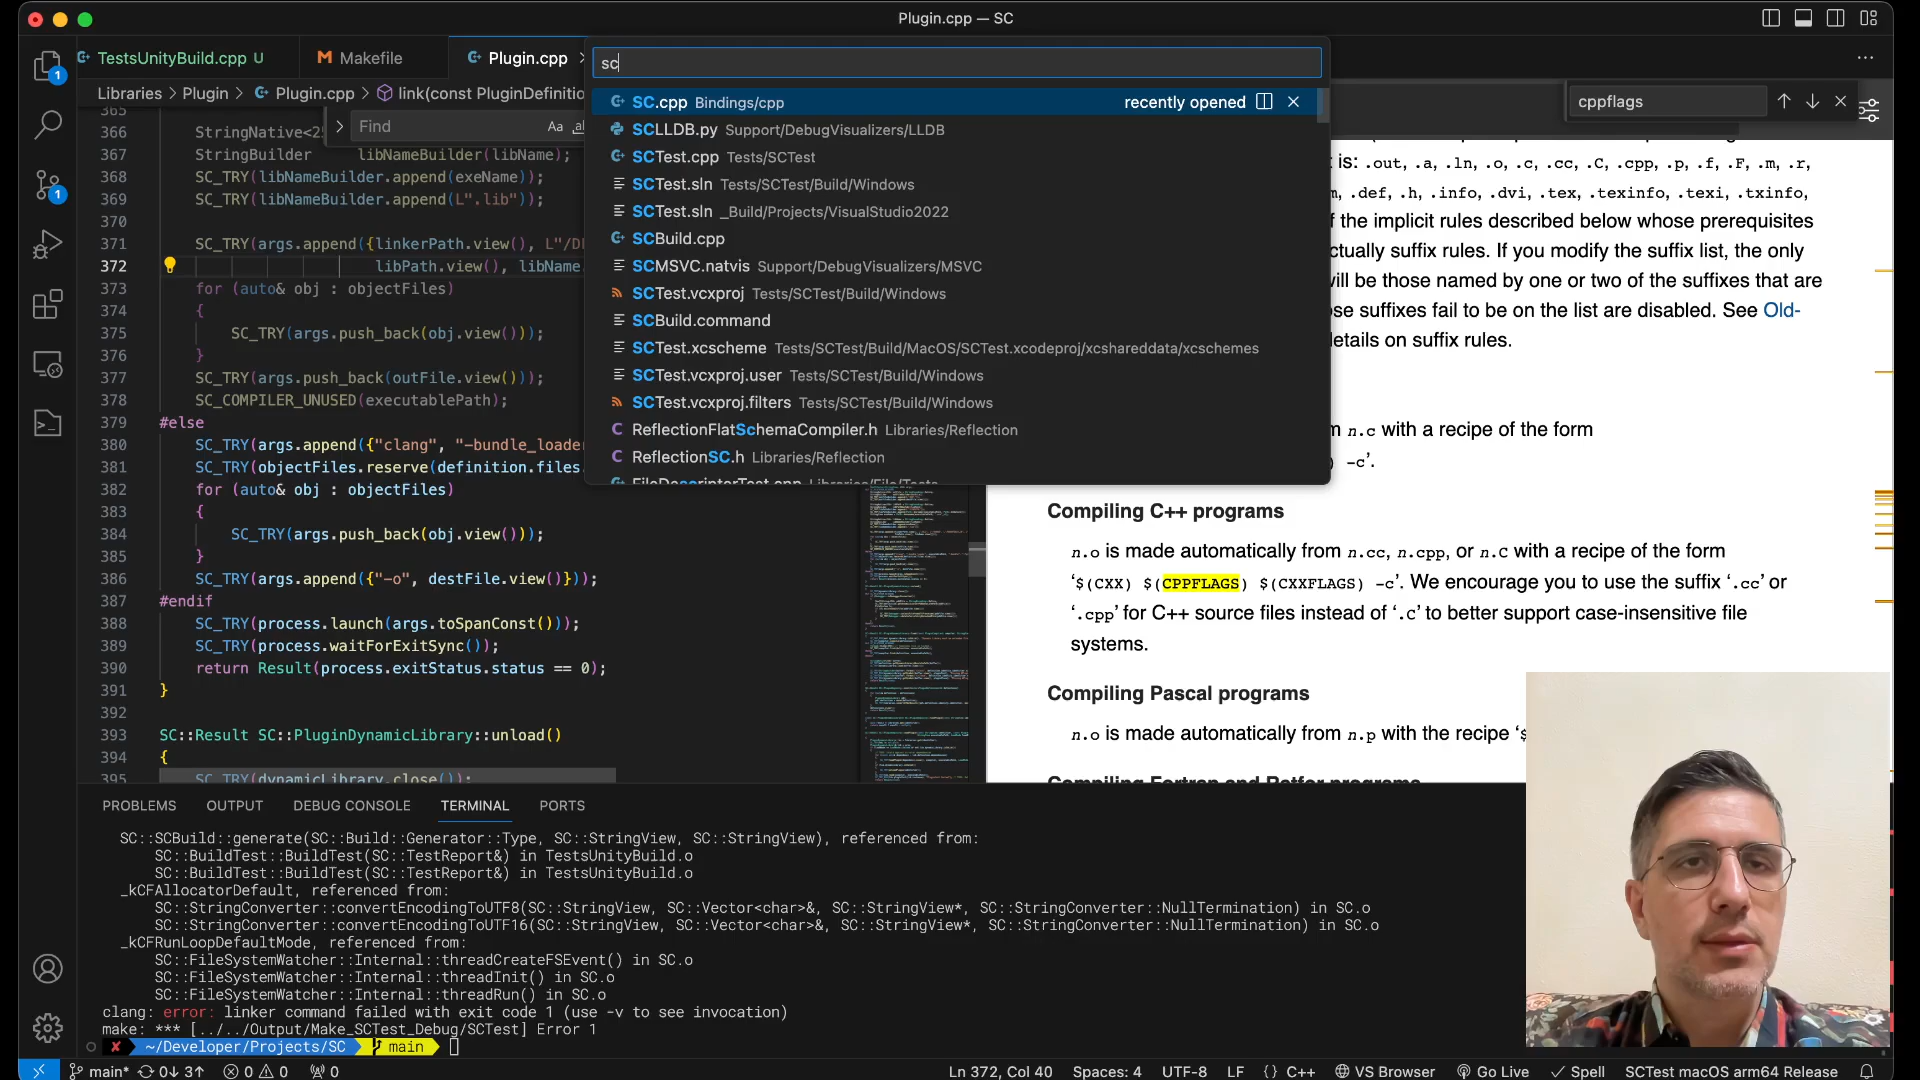 Plugin.cpp — SC
TestsUnityBuild.cpp U
Makefile
Plugin.cpp
sc
cppflags
Libraries > Plugin > Plugin.cpp > link(const PluginDefinitio
Find
Aa
SC.cpp Bindings/cpp recently opened
SCLLDB.py Support/DebugVisualizers/LLDB
SCTest.cpp Tests/SCTest
SCTest.sln Tests/SCTest/Build/Windows
SCTest.sln _Build/Projects/VisualStudio2022
SCBuild.cpp
SCMSVC.natvis Support/DebugVisualizers/MSVC
SCTest.vcxproj Tests/SCTest/Build/Windows
SCBuild.command
SCTest.xcscheme Tests/SCTest/Build/MacOS/SCTest.xcodeproj/xcshareddata/xcschemes
SCTest.vcxproj.user Tests/SCTest/Build/Windows
SCTest.vcxproj.filters Tests/SCTest/Build/Windows
ReflectionFlatSchemaCompiler.h Libraries/Reflection
ReflectionSC.h Libraries/Reflection
FileDescriptorTest.cpp Libraries/File/Tests
365
366 StringNative<25
367 StringBuilder libNameBuilder(libName);
368 SC_TRY(libNameBuilder.append(exeName));
369 SC_TRY(libNameBuilder.append(L".lib"));
370
371 SC_TRY(args.append({linkerPath.view(), L"/DL
372 libPath.view(), libName.
373 for (auto& obj : objectFiles)
374 {
375 SC_TRY(args.push_back(obj.view()));
376 }
377 SC_TRY(args.push_back(outFile.view()));
378 SC_COMPILER_UNUSED(executablePath);
379 #else
380 SC_TRY(args.append({"clang", "-bundle_loade
381 SC_TRY(objectFiles.reserve(definition.files.
382 for (auto& obj : objectFiles)
383 {
384 SC_TRY(args.push_back(obj.view()));
385 }
386 SC_TRY(args.append({"-o", destFile.view()}));
387 #endif
388 SC_TRY(process.launch(args.toSpanConst()));
389 SC_TRY(process.waitForExitSync());
390 return Result(process.exitStatus.status == 0);
391 }
392
393 SC::Result SC::PluginDynamicLibrary::unload()
394 {
395 SC_TRY(dynamicLibrary.close());
is: .out, .a, .ln, .o, .c, .cc, .C, .cpp, .p, .f, .F, .m, .r,
.def, .h, .info, .dvi, .tex, .texinfo, .texi, .txinfo,
f the implicit rules described below whose prerequisites
ctually suffix rules. If you modify the suffix list, the only
vill be those named by one or two of the suffixes that are
se suffixes fail to be on the list are disabled. See Old-
etails on suffix rules.
n.c with a recipe of the form
) -c’.
Compiling C++ programs
n.o is made automatically from n.cc, n.cpp, or n.C with a recipe of the form
‘$(CXX) $(CPPFLAGS) $(CXXFLAGS) -c’. We encourage you to use the suffix ‘.cc’ or
‘.cpp’ for C++ source files instead of ‘.C’ to better support case-insensitive file
systems.
Compiling Pascal programs
n.o is made automatically from n.p with the recipe ‘$
Compiling Fortran and Ratfor programs
PROBLEMS OUTPUT DEBUG CONSOLE TERMINAL PORTS
SC::SCBuild::generate(SC::Build::Generator::Type, SC::StringView, SC::StringView), referenced from:
SC::BuildTest::BuildTest(SC::TestReport&) in TestsUnityBuild.o
SC::BuildTest::BuildTest(SC::TestReport&) in TestsUnityBuild.o
_kCFAllocatorDefault, referenced from:
SC::StringConverter::convertEncodingToUTF8(SC::StringView, SC::Vector<char>&, SC::StringView*, SC::StringConverter::NullTermination) in SC.o
SC::StringConverter::convertEncodingToUTF16(SC::StringView, SC::Vector<char>&, SC::StringView*, SC::StringConverter::NullTermination) in SC.o
_kCFRunLoopDefaultMode, referenced from:
SC::FileSystemWatcher::Internal::threadCreateFSEvent() in SC.o
SC::FileSystemWatcher::Internal::threadInit() in SC.o
SC::FileSystemWatcher::Internal::threadRun() in SC.o
clang: error: linker command failed with exit code 1 (use -v to see invocation)
make: *** [../../Output/Make_SCTest_Debug/SCTest] Error 1
~/Developer/Projects/SC main
main* 0↓ 3↑ 0 0 0 Ln 372, Col 40 Spaces: 4 UTF-8 LF {} C++ VS Browser Go Live Spell SCTest macOS arm64 Release